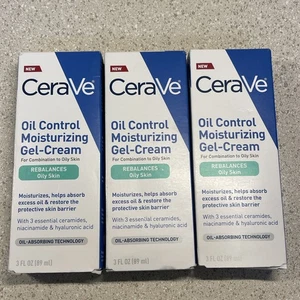 NEW
CeraVe
Oil Control
Moisturizing
Gel-Cream
For Combination to Oily Skin
REBALANCES
Oily Skin
Moisturizes, helps absorb
excess oil & restore the
protective skin barrier
With 3 essential ceramides,
niacinamide & hyaluronic acid
OIL-ABSORBING TECHNOLOGY
3 FL OZ (89 mL)
NEW
CeraVe
Oil Control
Moisturizing
Gel-Cream
For Combination to Oily Skin
REBALANCES
Oily Skin
Moisturizes, helps absorb
excess oil & restore the
protective skin barrier
With 3 essential ceramides,
niacinamide & hyaluronic acid
OIL-ABSORBING TECHNOLOGY
3 FL OZ (89 mL)
NEW
CeraVe
Oil Control
Moisturizing
Gel-Cream
For Combination to Oily Skin
REBALANCES
Oily Skin
Moisturizes, helps absorb
excess oil & restore the
protective skin barrier
With 3 essential ceramides,
niacinamide & hyaluronic acid
OIL-ABSORBING TECHNOLOGY
3 FL OZ (89 mL)